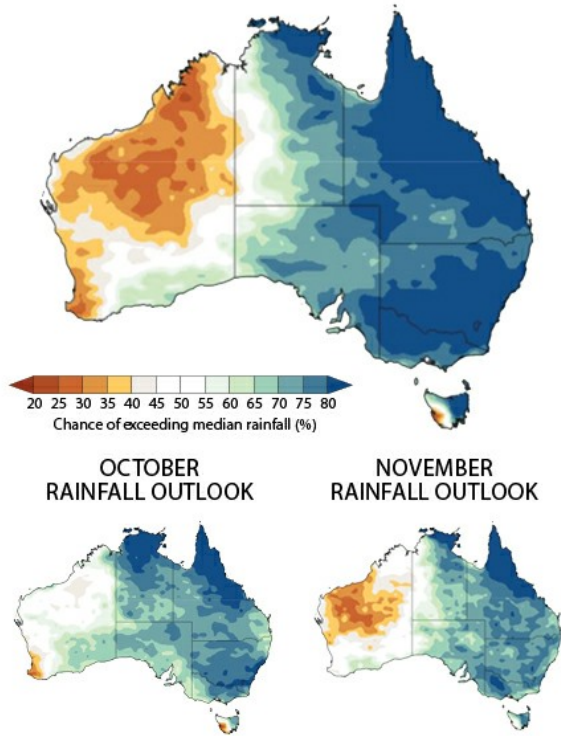 20 25 30 35 40 45 50 55 60 65 70 75 80
Chance of exceeding median rainfall (%)
OCTOBER
RAINFALL OUTLOOK
NOVEMBER
RAINFALL OUTLOOK